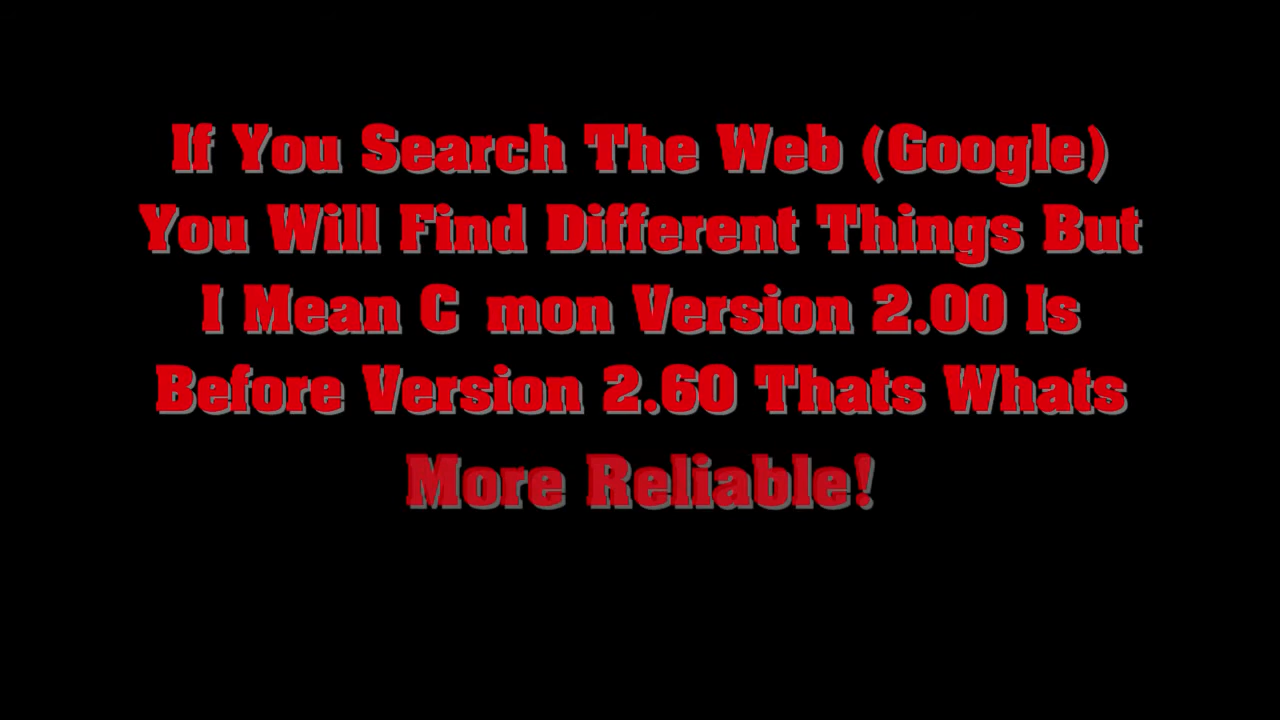 If You Search The Web (Google)
You Will Find Different Things But
I Mean C mon Version 2.00 Is
Before Version 2.60 Thats Whats
More Reliable!